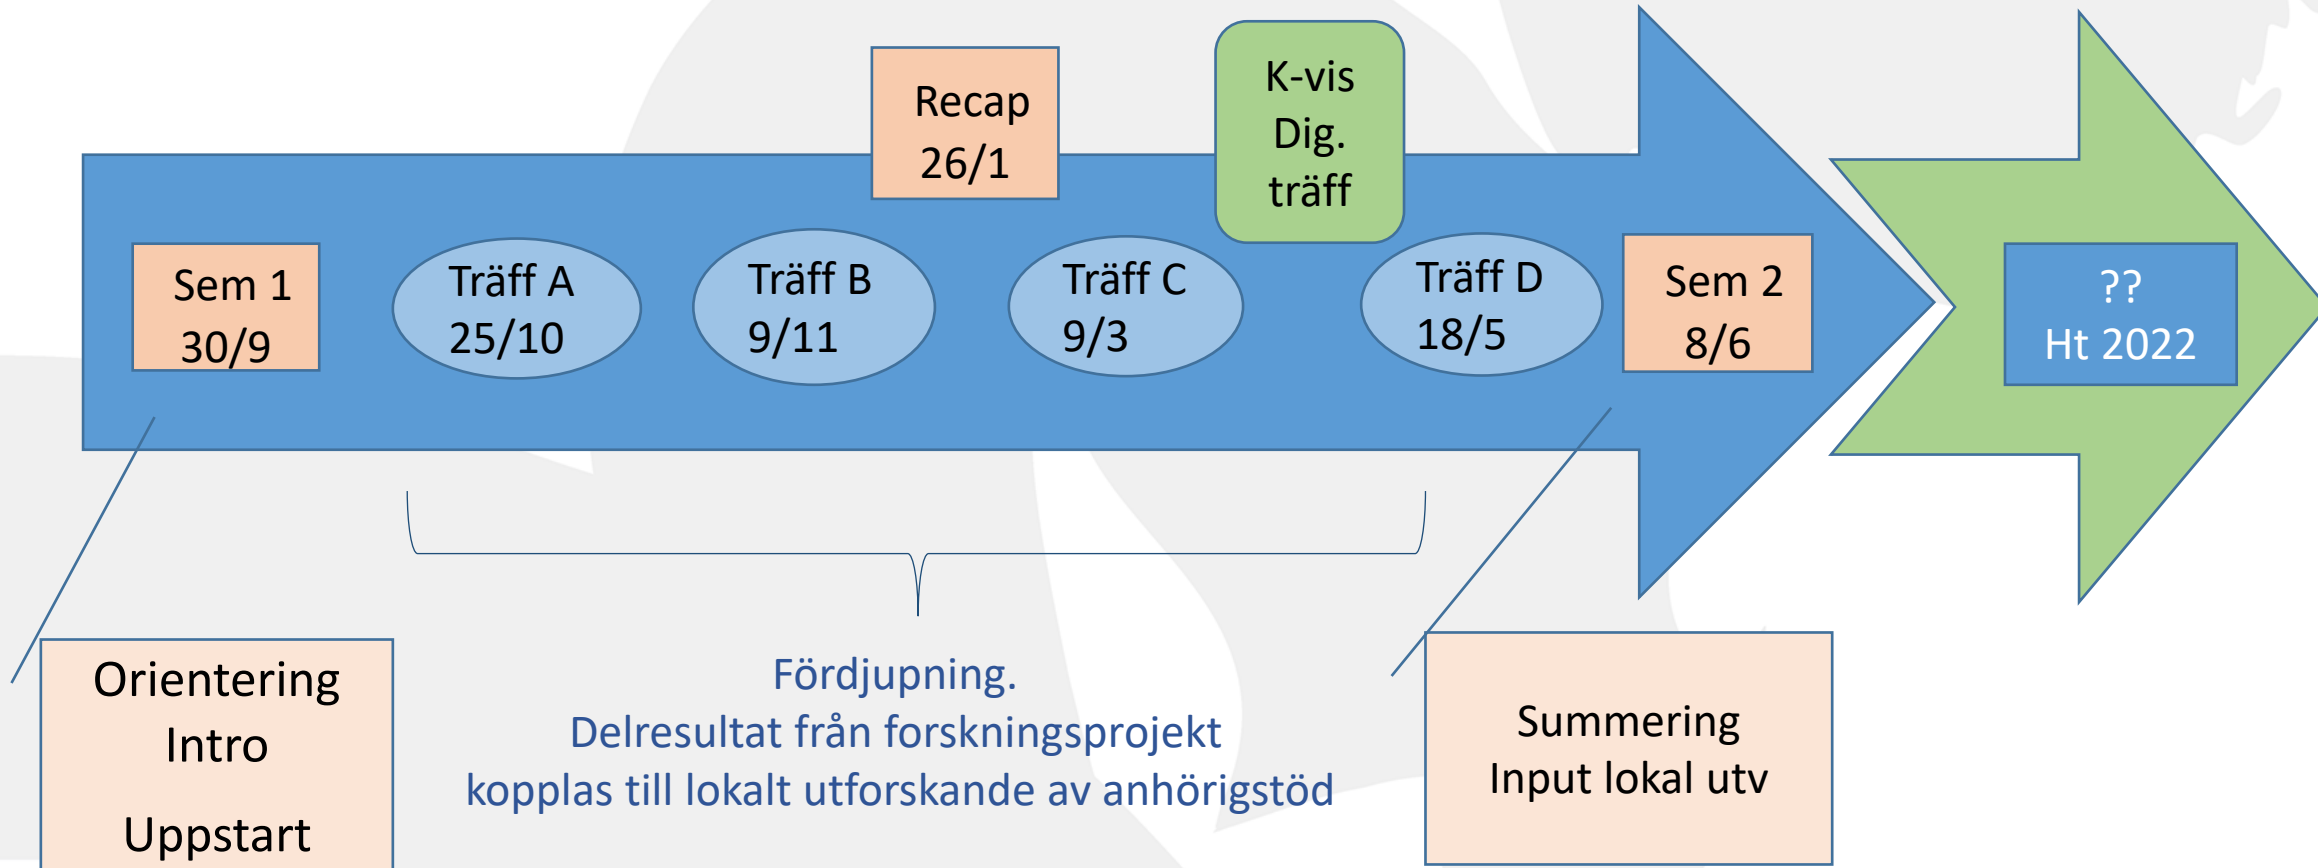 Recap
26/1
K-vis
Dig.
träff
Sem 1
30/9
Träff A
25/10
Träff B
9/11
Träff C
9/3
Träff D
18/5
Sem 2
8/6
??
Ht 2022
Orientering
Intro
Uppstart
Fördjupning.
Delresultat från forskningsprojekt
kopplas till lokalt utforskande av anhörigstöd
Summering
Input lokal utv